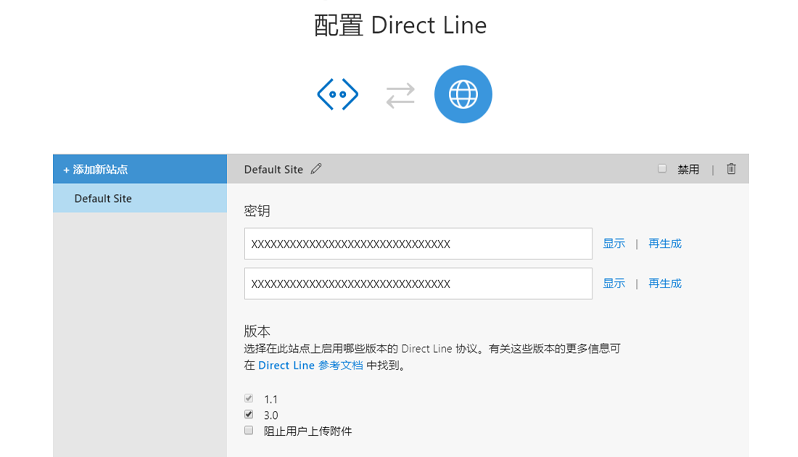 配置 Direct Line
+ 添加新站点
Default Site
Default Site
禁用 |
密钥
XXXXXXXXXXXXXXXXXXXXXXXXXXXXXXXX
显示 | 再生成
XXXXXXXXXXXXXXXXXXXXXXXXXXXXXXXX
显示 | 再生成
版本
选择在此站点上启用哪些版本的 Direct Line 协议。有关这些版本的更多信息可
在 Direct Line 参考文档 中找到。
1.1
3.0
阻止用户上传附件